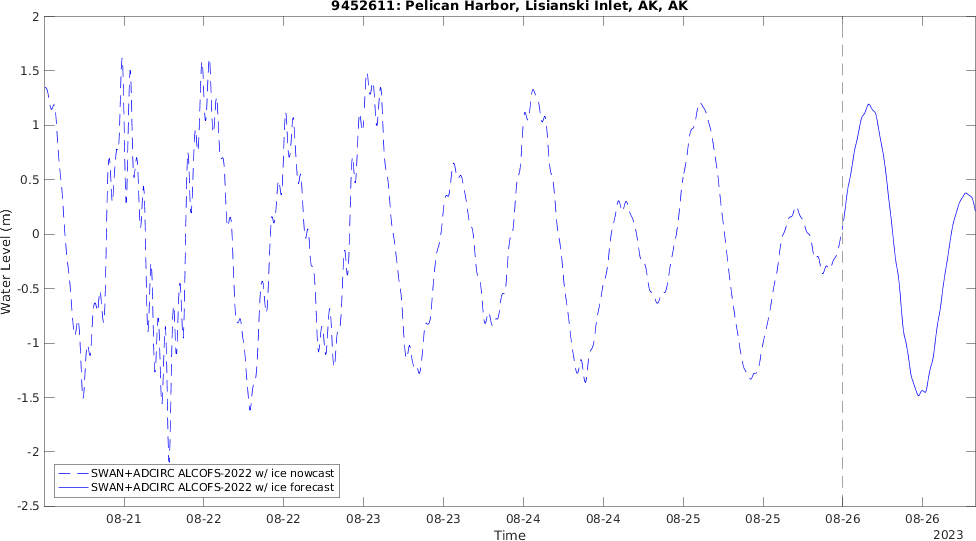 9452611: Pelican Harbor, Lisianski Inlet, AK, AK
2
1.5
1
0.5
0
-0.5
-1
-1.5
-2
-2.5
Water Level (m)
SWAN+ADCIRC ALCOFS-2022 w/ ice nowcast
SWAN+ADCIRC ALCOFS-2022 w/ ice forecast
08-21 08-22 08-22 08-23 08-23 08-24 08-24 08-25 08-25 08-26 08-26
Time
2023